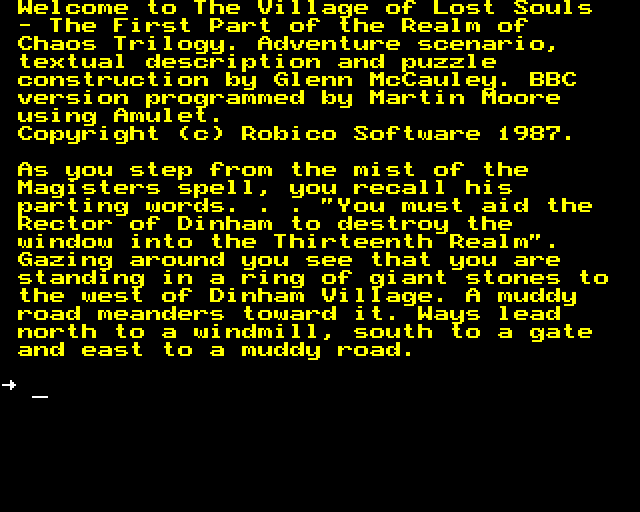 Welcome to The Village of Lost Souls
- The First Part of the Realm of
Chaos Trilogy. Adventure scenario,
textual description and puzzle
construction by Glenn McCauley. BBC
version programmed by Martin Moore
using Amulet.
Copyright (c) Robico Software 1987.
As you step from the mist of the
Magisters spell, you recall his
parting words. . . "You must aid the
Rector of Dinham to destroy the
window into the Thirteenth Realm".
Gazing around you see that you are
standing in a ring of giant stones to
the west of Dinham Village. A muddy
road meanders toward it. Ways lead
north to a windmill, south to a gate
and east to a muddy road.
→ _